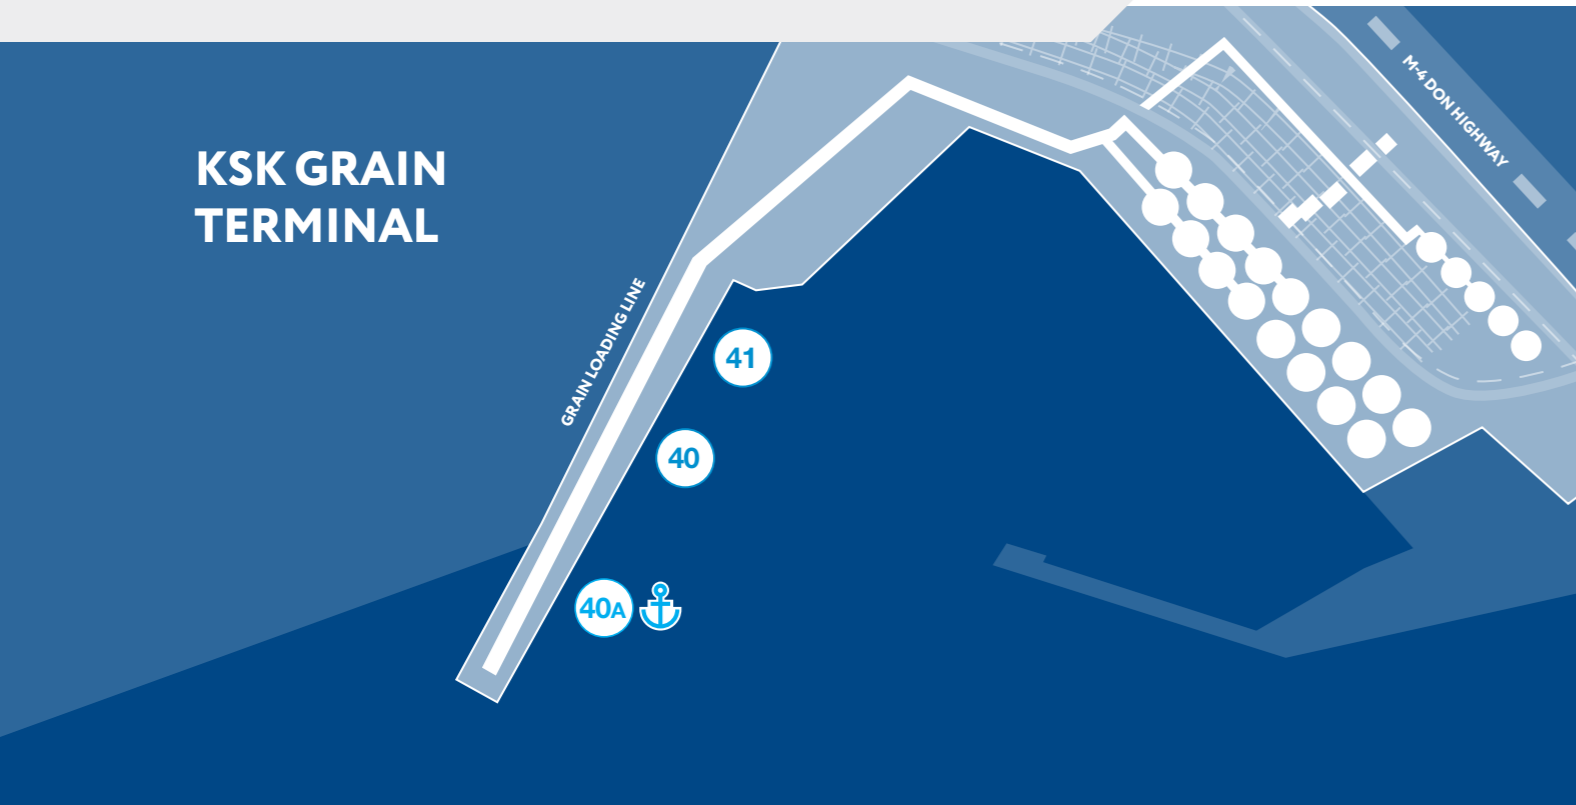 KSK GRAIN
TERMINAL
M-4 DON HIGHWAY
GRAIN LOADING LINE
41
40
40A